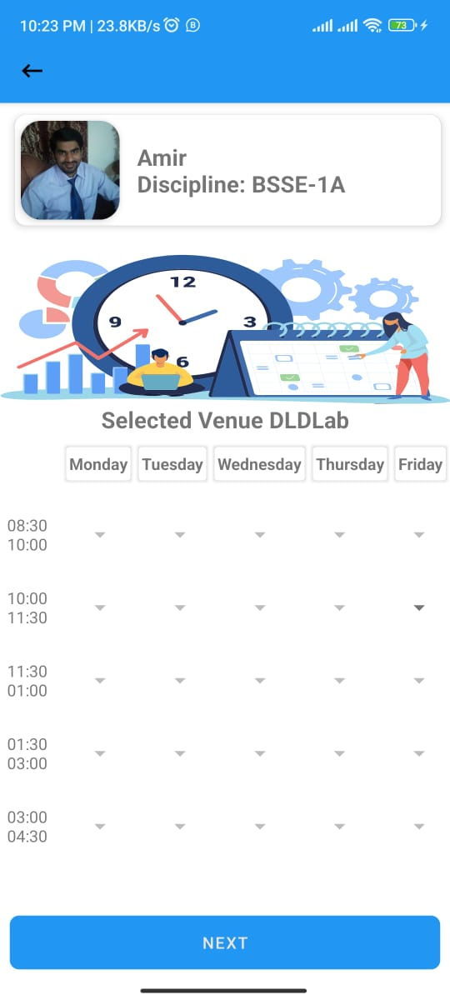 10:23 PM | 23.8KB/s B 73
Amir
Discipline: BSSE-1A
12
9 3
6
Selected Venue DLDLab
Monday Tuesday Wednesday Thursday Friday
08:30
10:00
10:00
11:30
11:30
01:00
01:30
03:00
03:00
04:30
NEXT